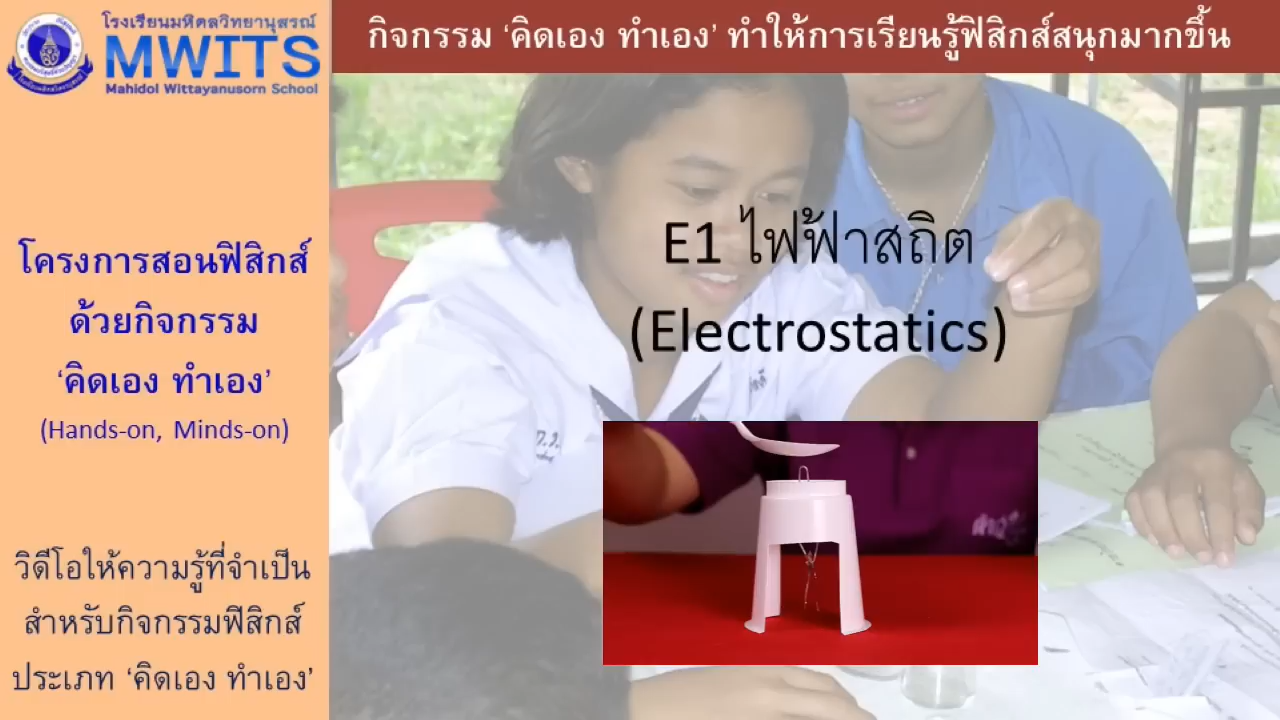 โรงเรียนมหิดลวิทยานุสรณ์
MWITS
Mahidol Wittayanusorn School
กิจกรรม ‘คิดเอง ทำเอง’ ทำให้การเรียนรู้ฟิสิกส์สนุกมากขึ้น
โครงการสอนฟิสิกส์
ด้วยกิจกรรม
‘คิดเอง ทำเอง’
(Hands-on, Minds-on)
วิดีโอให้ความรู้ที่จำเป็น
สำหรับกิจกรรมฟิสิกส์
ประเภท ‘คิดเอง ทำเอง’
E1 ไฟฟ้าสถิต
(Electrostatics)